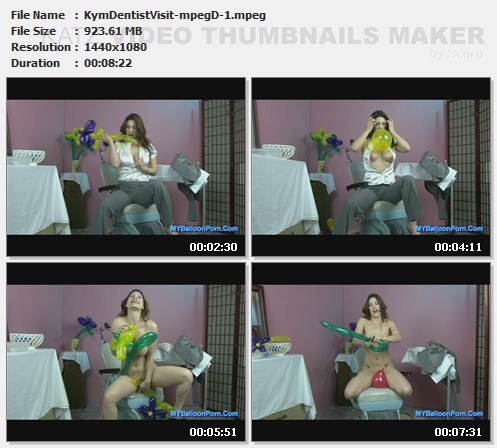 File Name : KymDentistVisit-mpegD-1.mpeg
File Size : 923.61 MB
Resolution : 1440x1080
Duration : 00:08:22
VIDEO THUMBNAILS MAKER
by Scorp
MYBalloonPorn.Com
00:02:30
MYBalloonPorn.Com
00:04:11
MYBalloonPorn.Com
00:05:51
MYBalloonPorn.Com
00:07:31